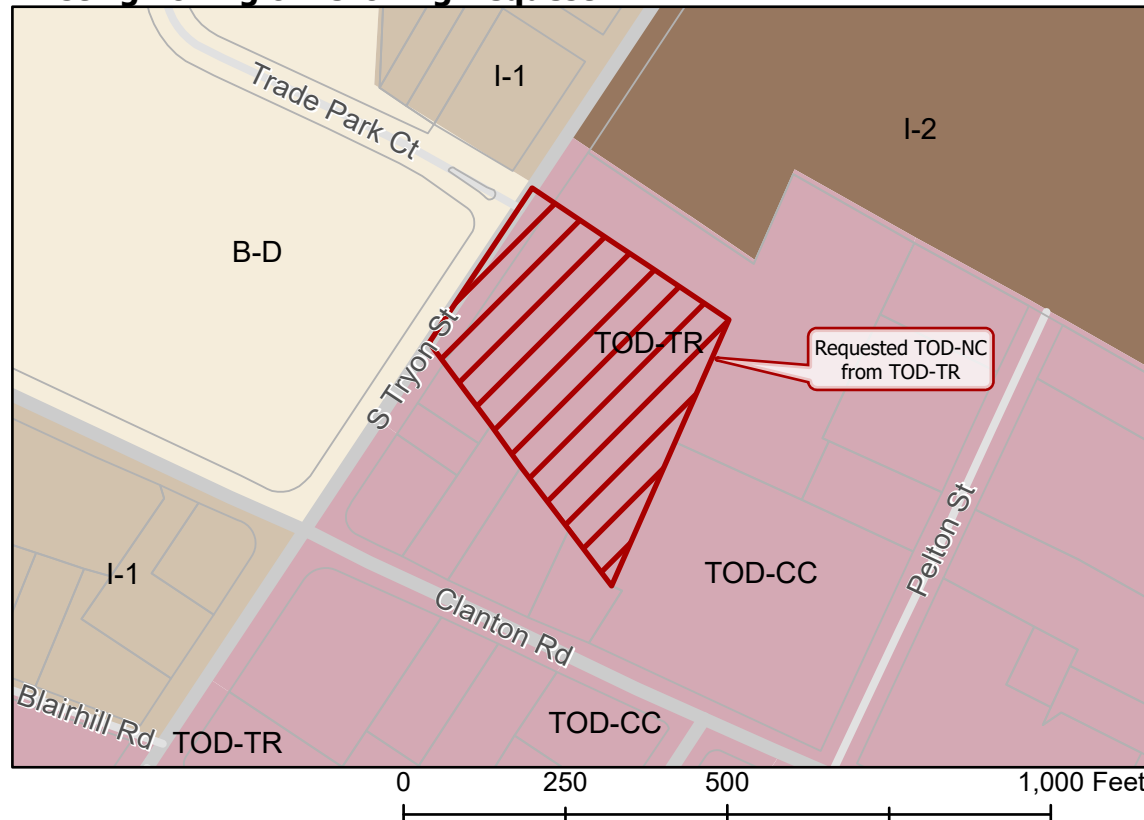 I-1
I-2
Trade Park Ct
B-D
S Tryon St
TOD-TR
Requested TOD-NC
from TOD-TR
Pelton St
I-1
TOD-CC
Clanton Rd
Blairhill Rd
TOD-TR
TOD-CC
0 250 500 1,000 Feet